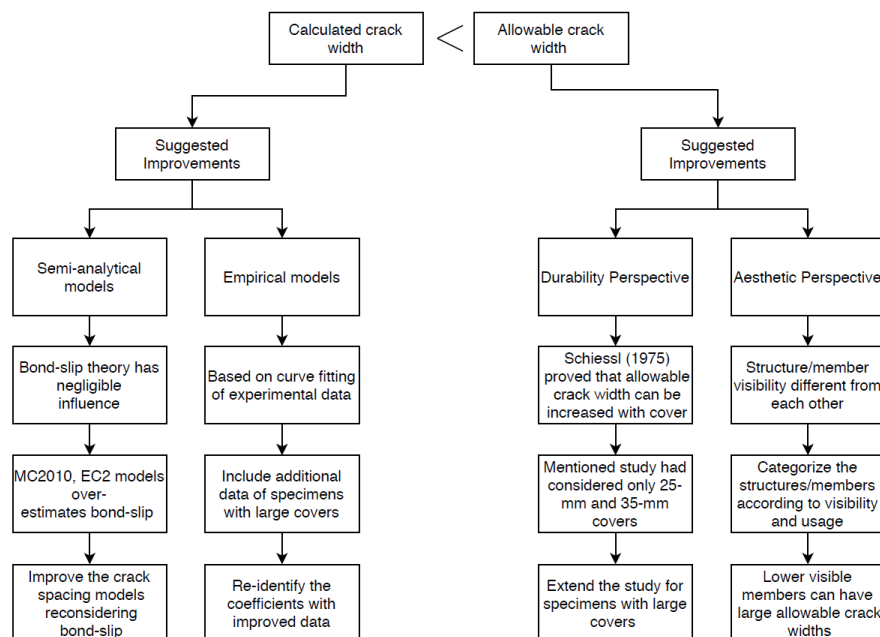 Calculated crack
width
<
Allowable crack
width
Suggested
Improvements
Suggested
Improvements
Semi-analytical
models
Empirical models
Durability Perspective
Aesthetic Perspective
Bond-slip theory has
negligible
influence
Based on curve fitting
of experimental data
Schiessl (1975)
proved that allowable
crack width can be
increased with cover
Structure/member
visibility different from
each other
MC2010, EC2 models
over-
estimates bond-slip
Include additional
data of specimens
with large covers
Mentioned study had
considered only 25-
mm and 35-mm
covers
Categorize the
structures/members
according to visibility
and usage
Improve the crack
spacing models
reconsidering
bond-slip
Re-identify the
coefficients with
improved data
Extend the study for
specimens with large
covers
Lower visible
members can have
large allowable crack
widths